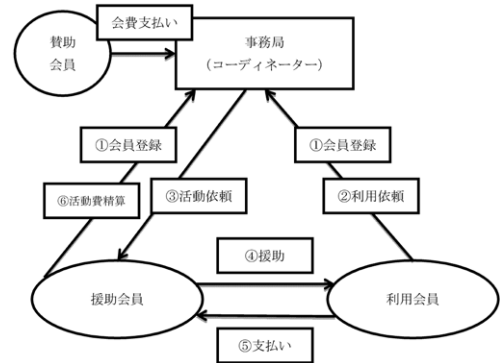 会費支払い
賛助
会員
事務局
（コーディネーター）
①会員登録
①会員登録
⑥活動費精算
③活動依頼
②利用依頼
④援助
援助会員
利用会員
⑤支払い